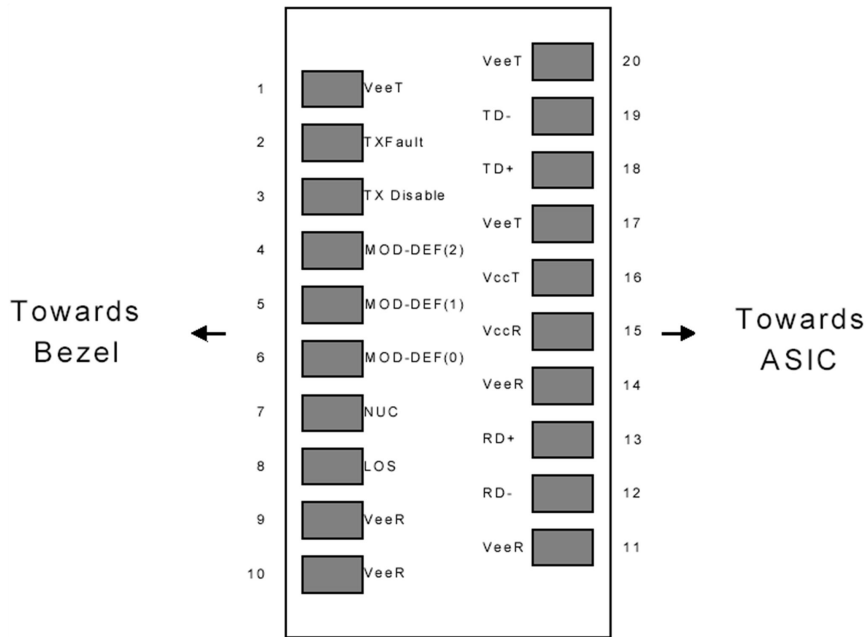 1 VeeT
2 TXFault
3 TX Disable
4 MOD-DEF(2)
5 MOD-DEF(1)
6 MOD-DEF(0)
7 NUC
8 LOS
9 VeeR
10 VeeR
VeeT 20
TD- 19
TD+ 18
VeeT 17
VccT 16
VccR 15
VeeR 14
RD+ 13
RD- 12
VeeR 11
Towards
Bezel
Towards
ASIC